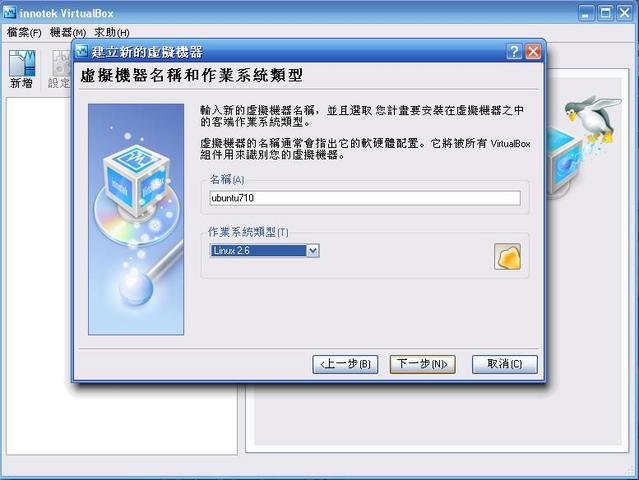 innotek VirtualBox
檔案(F) 機器(M) 求助(H)
新增
設定
建立新的虛擬機器
虛擬機器名稱和作業系統類型
輸入新的虛擬機器名稱，並且選取 您計畫要安裝在虛擬機器之中
的客端作業系統類型。
虛擬機器的名稱通常會指出它的軟硬體配置。它將被所有 VirtualBox
組件用來識別您的虛擬機器。
名稱(A)
ubuntu710
作業系統類型(T)
Linux 2.6
<上一步(B) 下一步(N)> 取消(C)
innotek